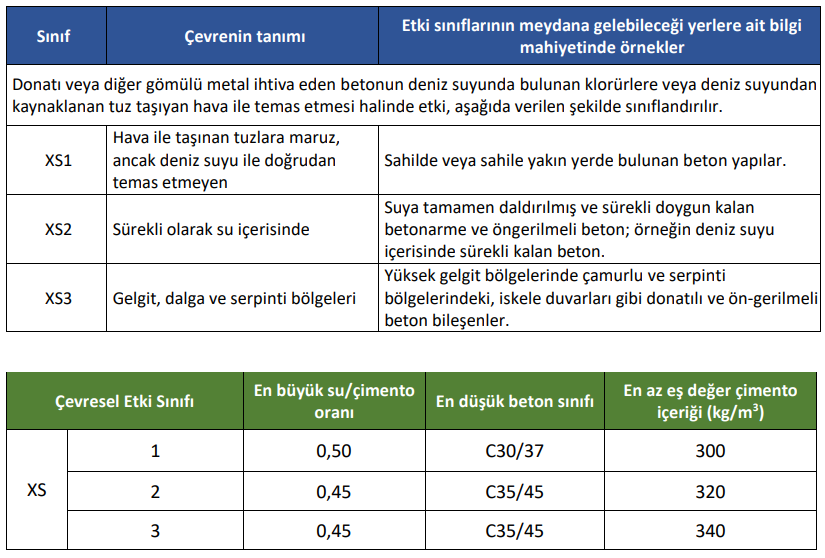 Sınıf
Çevrenin tanımı
Etki sınıflarının meydana gelebileceği yerlere ait bilgi
mahiyetinde örnekler
Donatı veya diğer gömülü metal ihtiva eden betonun deniz suyunda bulunan klorürlere veya deniz suyundan
kaynaklanan tuz taşıyan hava ile temas etmesi halinde etki, aşağıda verilen şekilde sınıflandırılır.
XS1
Hava ile taşınan tuzlara maruz,
ancak deniz suyu ile doğrudan
temas etmeyen
Sahilde veya sahile yakın yerde bulunan beton yapılar.
XS2
Sürekli olarak su içerisinde
Suya tamamen daldırılmış ve sürekli doygun kalan
betonarme ve öngerilmeli beton; örneğin deniz suyu
içerisinde sürekli kalan beton.
XS3
Gelgit, dalga ve serpinti bölgeleri
Yüksek gelgit bölgelerinde çamurlu ve serpinti
bölgelerindeki, iskele duvarları gibi donatılı ve ön-gerilmeli
beton bileşenler.
Çevresel Etki Sınıfı
En büyük su/çimento
oranı
En düşük beton sınıfı
En az eş değer çimento
içeriği (kg/m³)
XS
1
0,50
C30/37
300
2
0,45
C35/45
320
3
0,45
C35/45
340